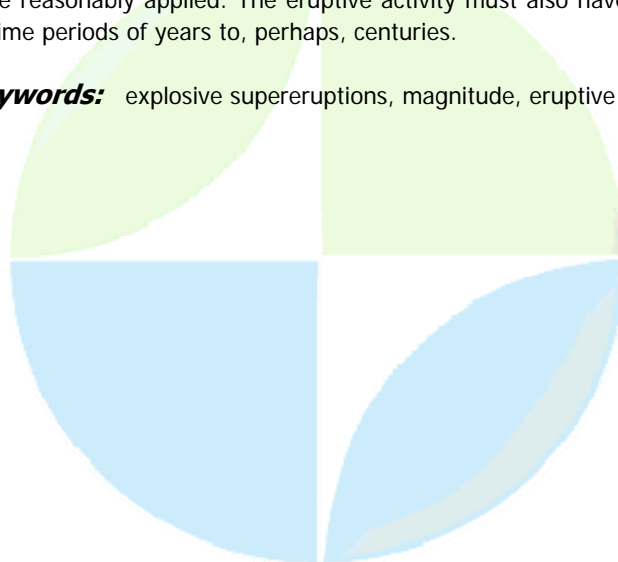 e reasonably applied. The eruptive activity must also have
ime periods of years to, perhaps, centuries.
ywords: explosive supereruptions, magnitude, eruptive